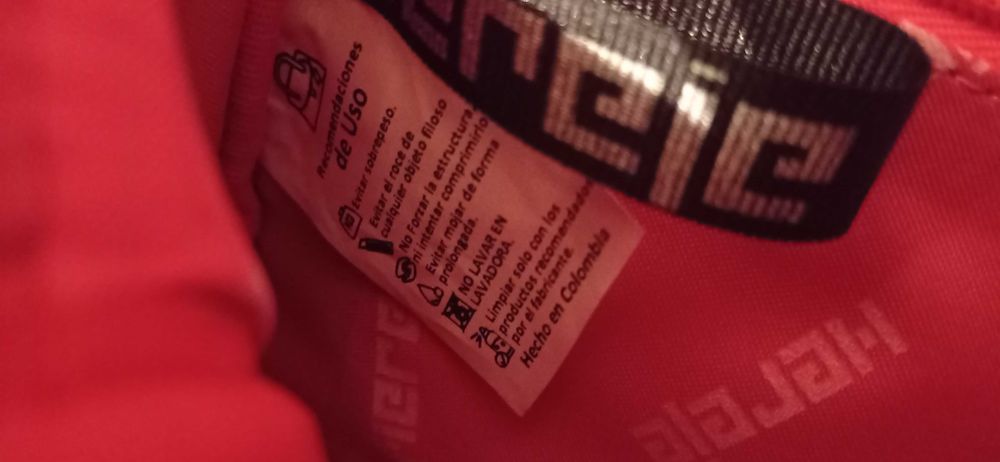 Recomendaciones
de Uso
Evitar sobrepeso.
Evitar el roce de
cualquier objeto filoso
No Forzar la estructura,
ni intentar comprimirlo
Evitar mojar de forma
prolongada.
NO LAVAR EN
LAVADORA.
Limpiar solo con los
productos recomendados
por el fabricante.
Hecho en Colombia